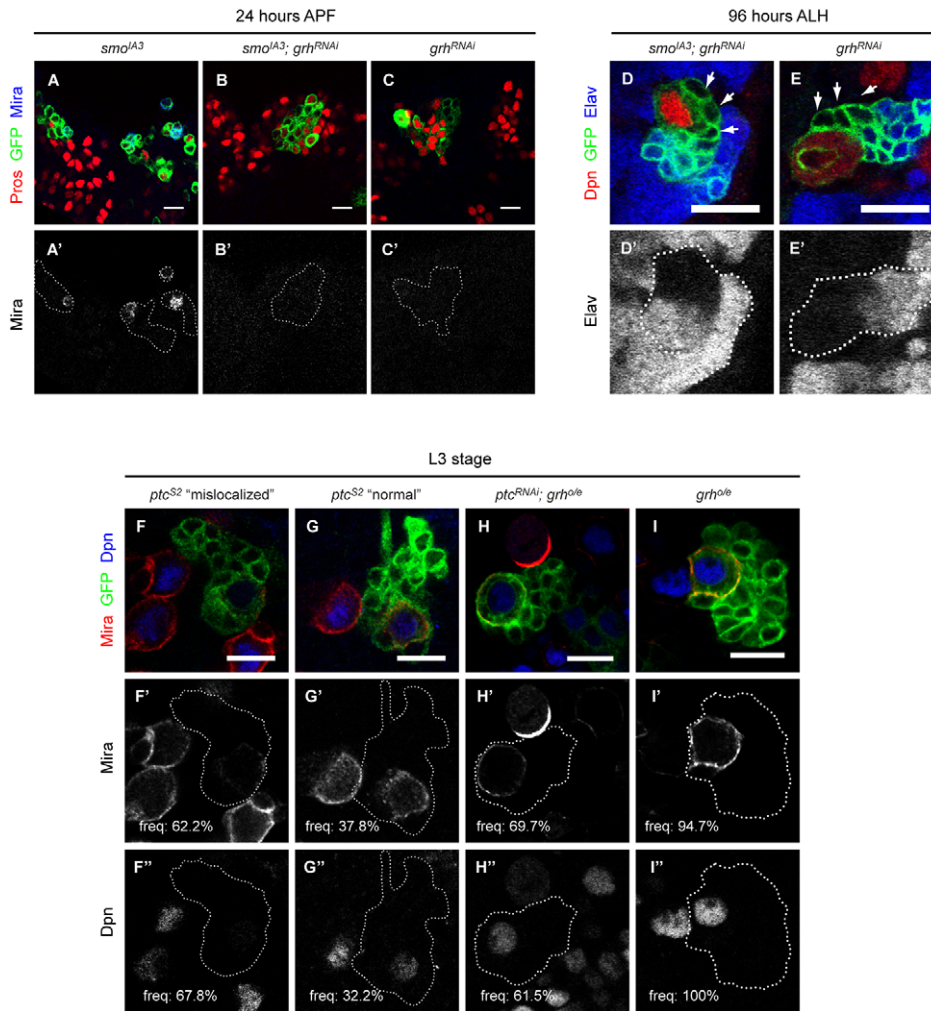 24 hours APF
96 hours ALH
smo^IA3
smo^IA3; grh^RNAi
grh^RNAi
smo^IA3; grh^RNAi
grh^RNAi
Pros GFP Mira
A
B
C
Dpn GFP Elav
D
E
Mira
A'
B'
C'
Elav
D'
E'
L3 stage
ptc^S2 "mislocalized"
ptc^S2 "normal"
ptc^RNAi; grh^o/e
grh^o/e
Mira GFP Dpn
F
G
H
I
Mira
F'
G'
H'
I'
freq: 62.2%
freq: 37.8%
freq: 69.7%
freq: 94.7%
Dpn
F''
G''
H''
I''
freq: 67.8%
freq: 32.2%
freq: 61.5%
freq: 100%